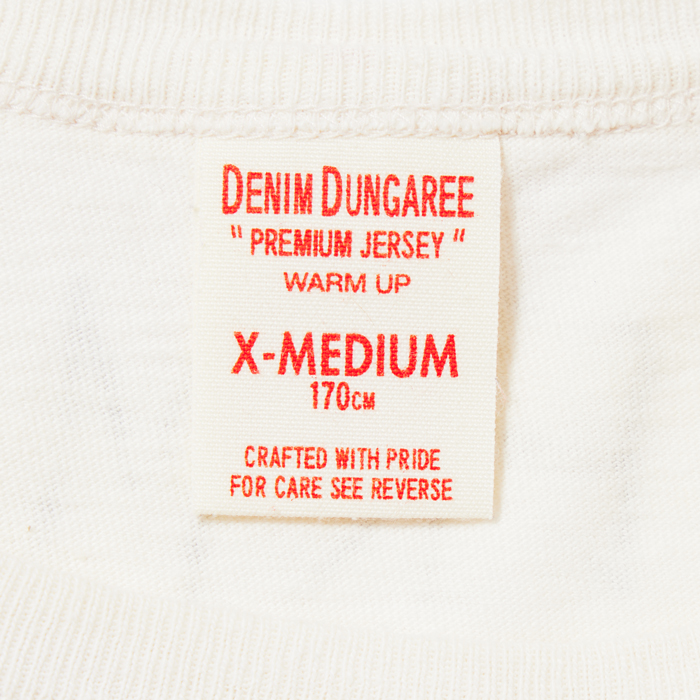 DENIM DUNGAREE
" PREMIUM JERSEY "
WARM UP
X-MEDIUM
170CM
CRAFTED WITH PRIDE
FOR CARE SEE REVERSE